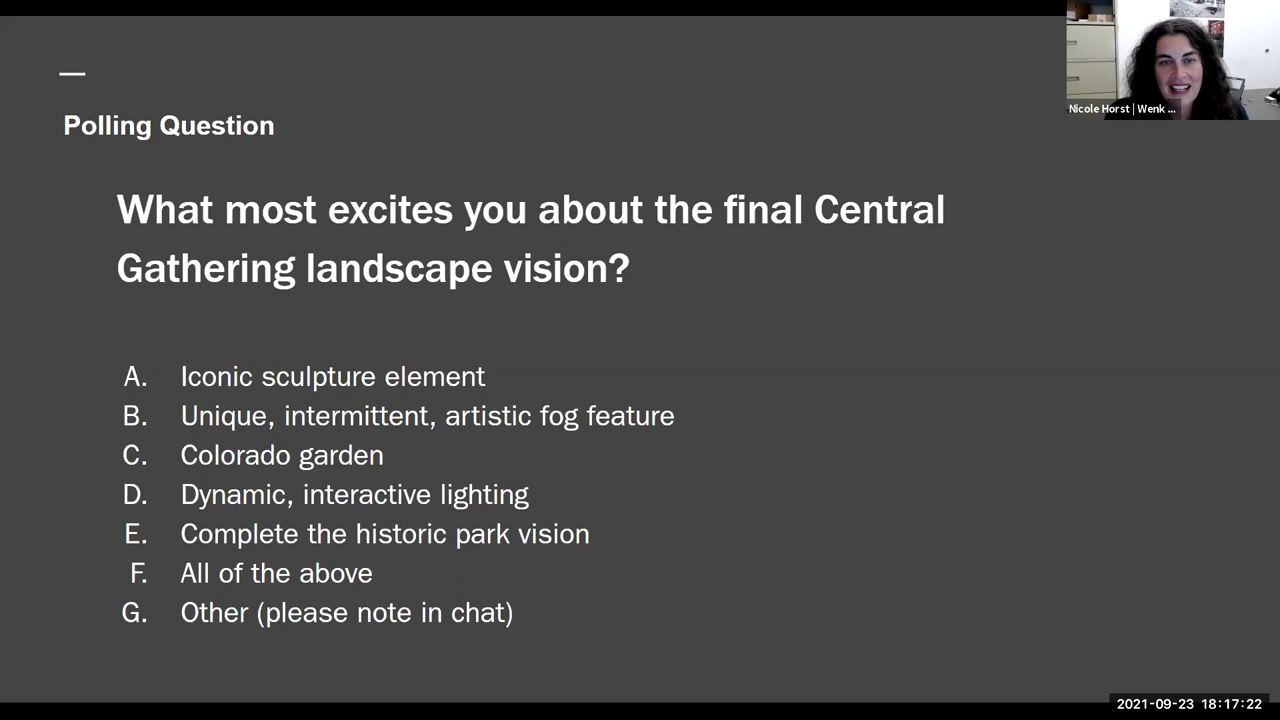 Polling Question
What most excites you about the final Central
Gathering landscape vision?
A. Iconic sculpture element
B. Unique, intermittent, artistic fog feature
C. Colorado garden
D. Dynamic, interactive lighting
E. Complete the historic park vision
F. All of the above
G. Other (please note in chat)
Nicole Horst | Wenk ...
2021-09-23 18:17:22